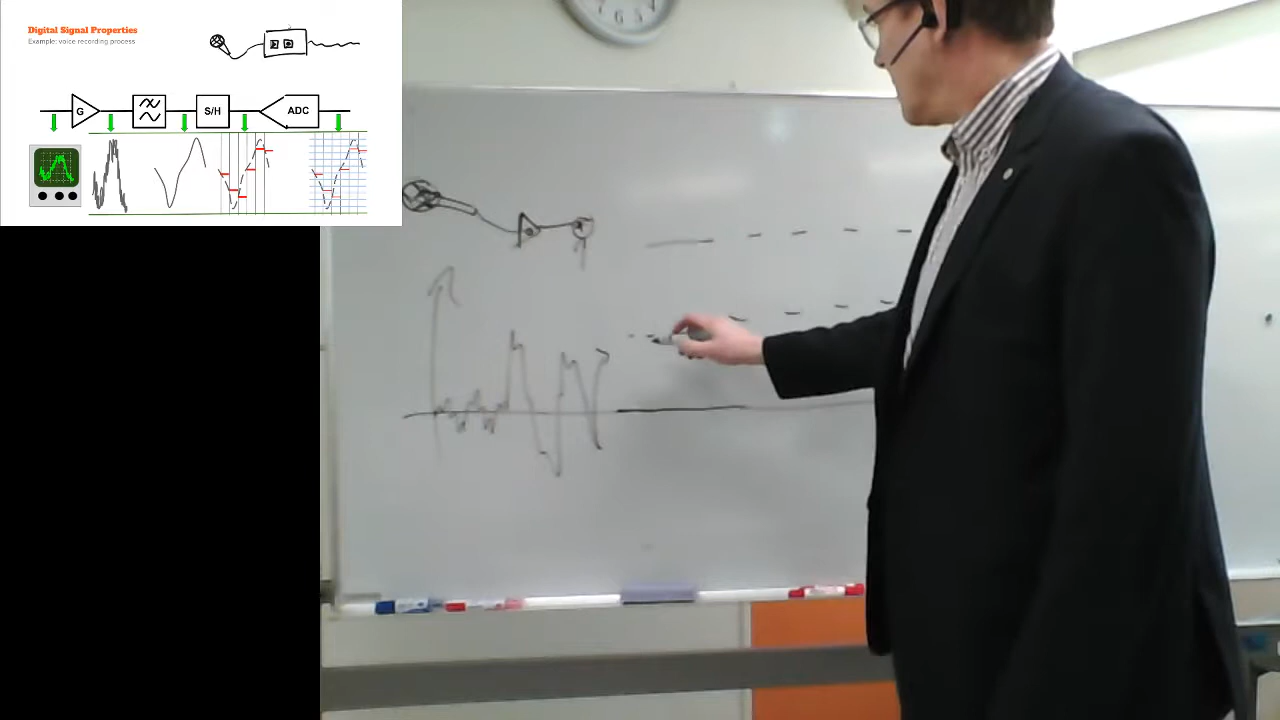 Digital Signal Properties
Example: voice recording process
G
S/H
ADC